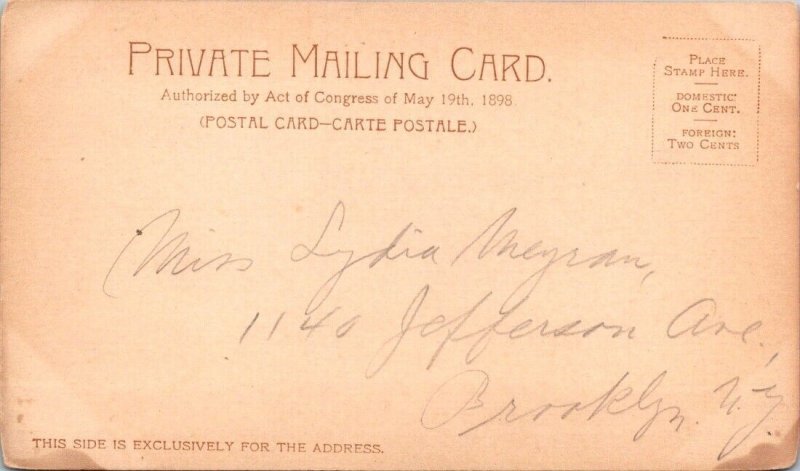 PRIVATE MAILING CARD.
Authorized by Act of Congress of May 19th, 1898.
(POSTAL CARD—CARTE POSTALE.)
PLACE
STAMP HERE.
DOMESTIC:
ONE CENT.
FOREIGN:
TWO CENTS
Miss Lydia Meyran,
1140 Jefferson Ave,
Brooklyn. N.Y.
THIS SIDE IS EXCLUSIVELY FOR THE ADDRESS.